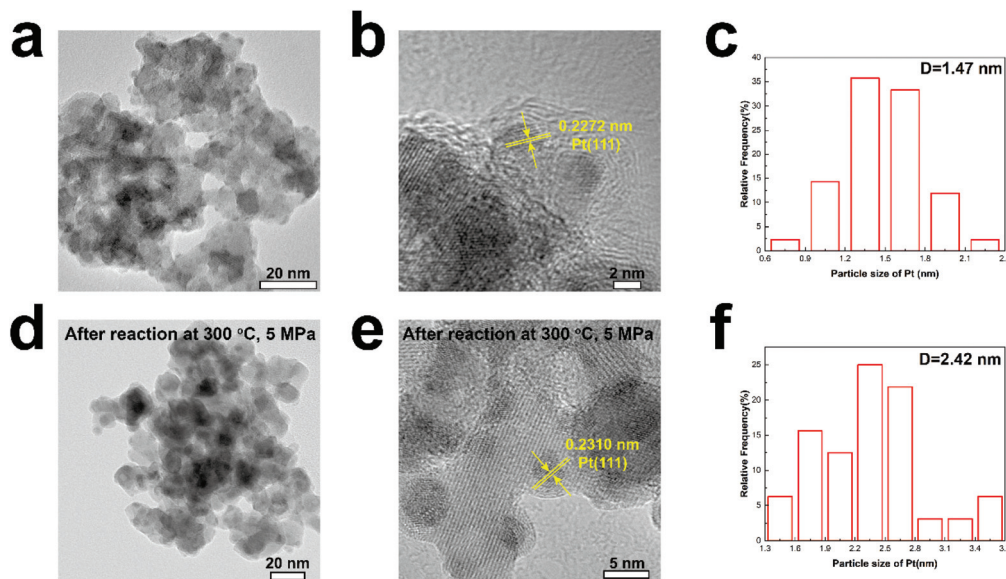 a
20 nm
b
0.2272 nm
Pt(111)
2 nm
c
D=1.47 nm
Relative Frequency(%)
40
35
30
25
20
15
10
5
0
0.6 0.9 1.2 1.5 1.8 2.1
Particle size of Pt (nm)
d
After reaction at 300 °C, 5 MPa
20 nm
e
After reaction at 300 °C, 5 MPa
0.2310 nm
Pt(111)
5 nm
f
D=2.42 nm
Relative Frequency(%)
25
20
15
10
5
0
1.3 1.6 1.9 2.2 2.5 2.8 3.1 3.4
Particle size of Pt(nm)